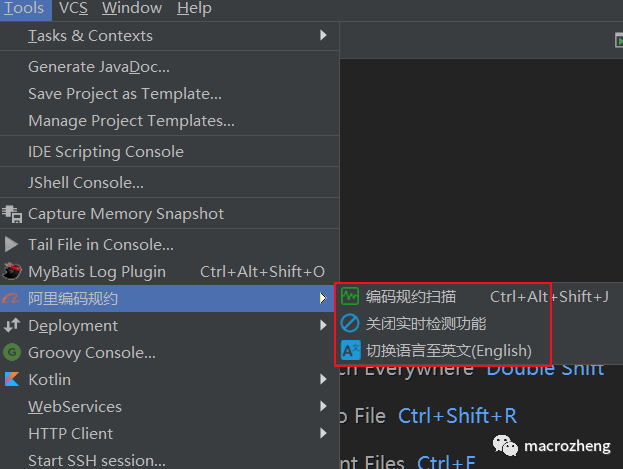 Tools VCS Window Help
Tasks & Contexts
Generate JavaDoc...
Save Project as Template...
Manage Project Templates...
IDE Scripting Console
JShell Console...
Capture Memory Snapshot
Tail File in Console...
MyBatis Log Plugin Ctrl+Alt+Shift+O
阿里编码规约
编码规约扫描 Ctrl+Alt+Shift+J
关闭实时检测功能
切换语言至英文(English)
Deployment
Groovy Console...
Kotlin
WebServices
HTTP Client
Start SSH session...
Everywhere Double Shift
o File Ctrl+Shift+R
nt Files Ctrl+E
macrozheng